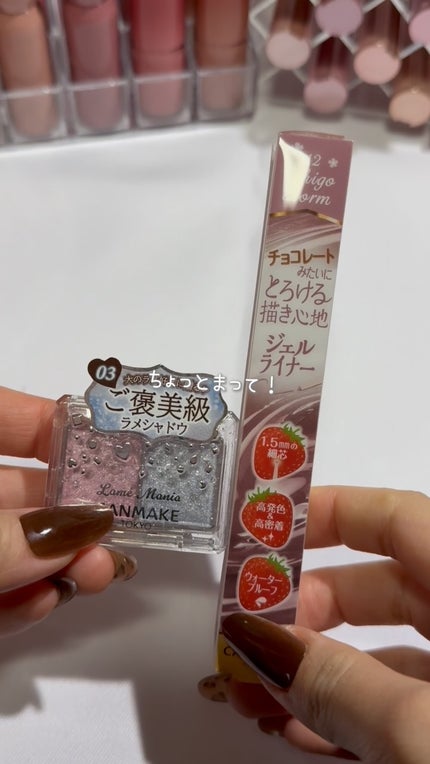 12
チョコレート
みたいに
とろける
描き心地
ジェル
ライナー
1.5mmの
細芯
高発色
&
高密着
ウォーター
プルーフ
03
ちょっとまって！
ご褒美級
ラメシャドウ
Lamé Mania
ANMAKE
TOKYO